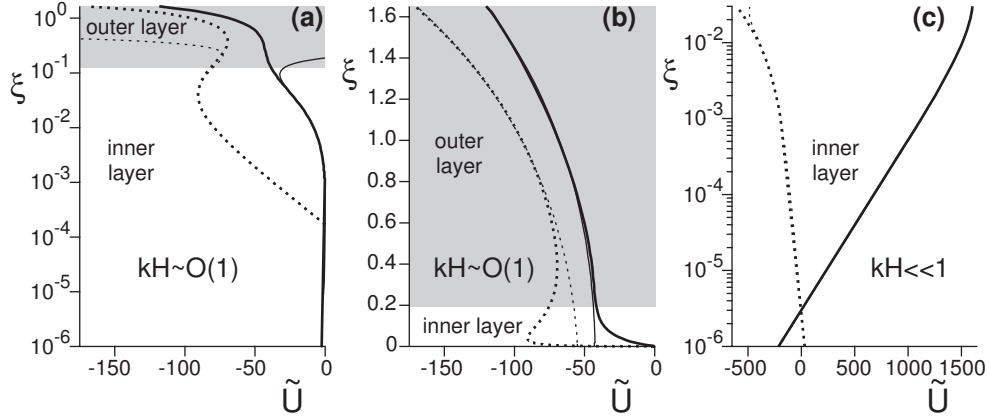 (a)
outer layer
inner
layer
kH~O(1)
ξ
10⁰
10⁻¹
10⁻²
10⁻³
10⁻⁴
10⁻⁵
10⁻⁶
-150 -100 -50 0
Ũ
(b)
outer
layer
kH~O(1)
inner layer
ξ
1.6
1.4
1.2
1.0
0.8
0.6
0.4
0.2
0
-150 -100 -50 0
Ũ
(c)
inner
layer
kH<<1
ξ
10⁻²
10⁻³
10⁻⁴
10⁻⁵
10⁻⁶
-500 0 500 1000 1500
Ũ